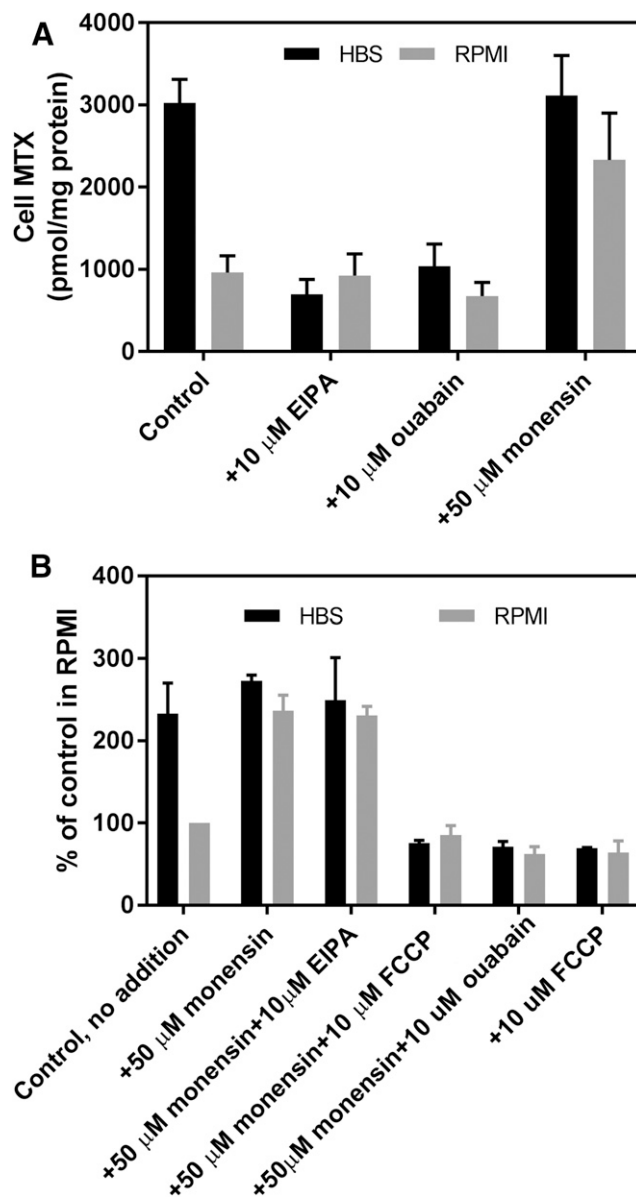 A
4000
3000
2000
1000
0
Cell MTX
(pmol/mg protein)
HBS RPMI
Control
+10 μM EIPA
+10 μM ouabain
+50 μM monensin
B
400
300
200
100
0
% of control in RPMI
HBS RPMI
Control, no addition
+50 μM monensin
+50 μM monensin+10μM EIPA
+50 μM monensin+10 μM FCCP
+50μM monensin+10 uM ouabain
+10 uM FCCP